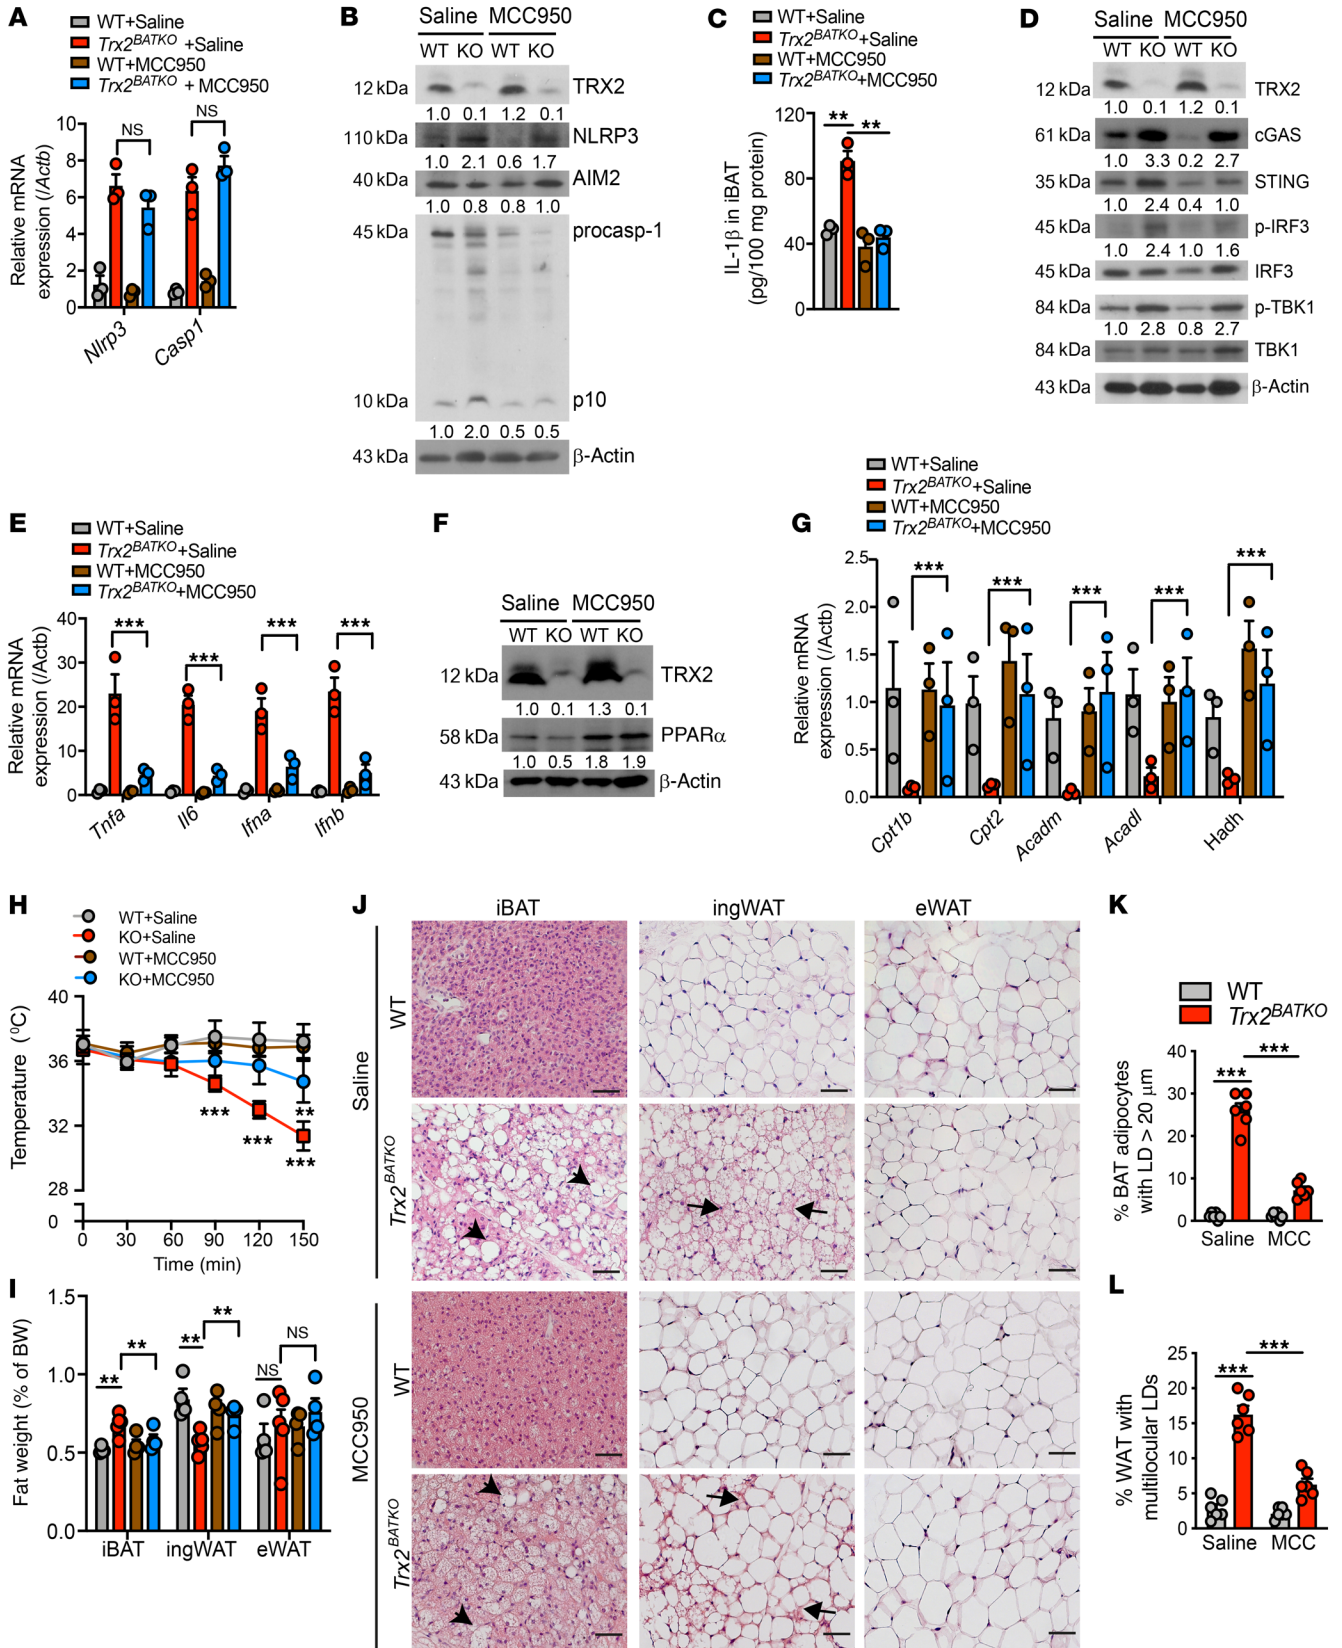 A
WT+Saline
Trx2BATKO +Saline
WT+MCC950
Trx2BATKO + MCC950
Relative mRNA
expression (/Actb)
10
8
6
4
2
0
NS
NS
Nlrp3
Casp1
B
Saline MCC950
WT KO WT KO
12 kDa TRX2
1.0 0.1 1.2 0.1
110 kDa NLRP3
1.0 2.1 0.6 1.7
40 kDa AIM2
1.0 0.8 0.8 1.0
45 kDa procasp-1
10 kDa p10
1.0 2.0 0.5 0.5
43 kDa β-Actin
C
WT+Saline
Trx2BATKO+Saline
WT+MCC950
Trx2BATKO+MCC950
IL-1β in iBAT
(pg/100 mg protein)
120
80
40
0
** **
D
Saline MCC950
WT KO WT KO
12 kDa TRX2
1.0 0.1 1.2 0.1
61 kDa cGAS
1.0 3.3 0.2 2.7
35 kDa STING
1.0 2.4 0.4 1.0
45 kDa p-IRF3
1.0 2.4 1.0 1.6
45 kDa IRF3
84 kDa p-TBK1
1.0 2.8 0.8 2.7
84 kDa TBK1
43 kDa β-Actin
E
WT+Saline
Trx2BATKO+Saline
WT+MCC950
Trx2BATKO+MCC950
Relative mRNA
expression (/Actb)
40
30
20
10
0
*** *** *** ***
Tnfa
Il6
Ifna
Ifnb
F
Saline MCC950
WT KO WT KO
12 kDa TRX2
1.0 0.1 1.3 0.1
58 kDa PPARα
1.0 0.5 1.8 1.9
43 kDa β-Actin
G
WT+Saline
Trx2BATKO+Saline
WT+MCC950
Trx2BATKO+MCC950
Relative mRNA
expression (/Actb)
2.5
2.0
1.5
1.0
0.5
0.0
*** *** *** *** ***
Cpt1b
Cpt2
Acadm
Acadl
Hadh
H
WT+Saline
KO+Saline
WT+MCC950
KO+MCC950
Temperature (⁰C)
40
36
32
28
0
***
***
**
***
0 30 60 90 120 150
Time (min)
I
Fat weight (% of BW)
1.5
1.0
0.5
0.0
** ** ** ** NS NS
iBAT ingWAT eWAT
J
iBAT ingWAT eWAT
Saline
WT
Trx2BATKO
MCC950
WT
Trx2BATKO
K
WT
Trx2BATKO
% BAT adipocytes
with LD > 20 μm
40
30
20
10
0
*** ***
Saline MCC
L
% WAT with
multilocular LDs
25
20
15
10
5
0
*** ***
Saline MCC